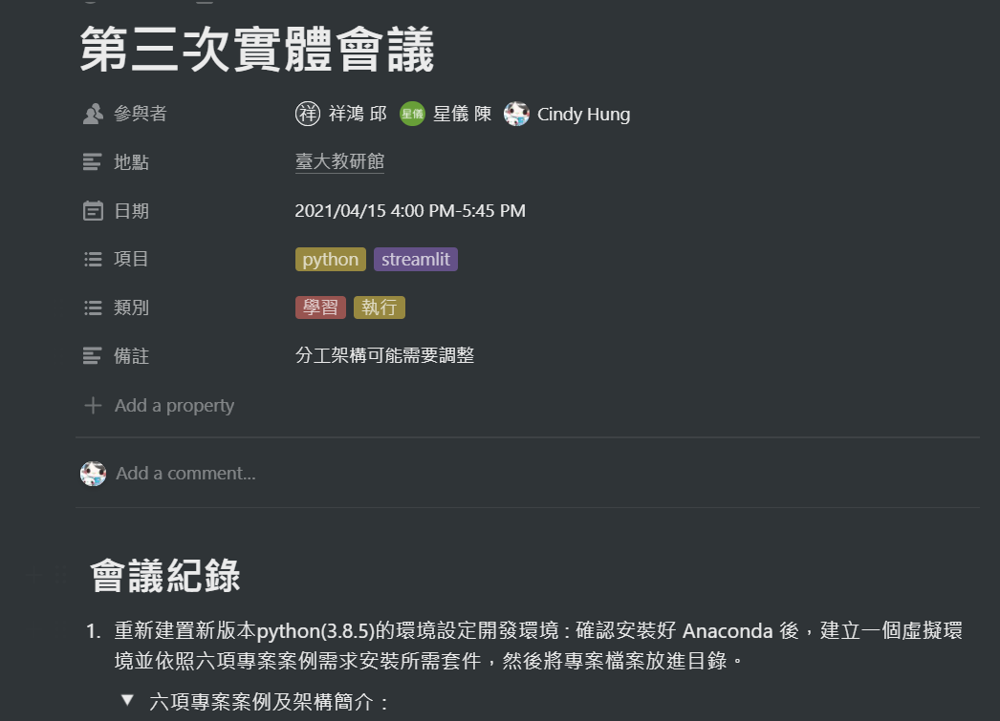 第三次實體會議
參與者 祥 祥鴻 邱 星儀 星儀 陳 Cindy Hung
地點 臺大教研館
日期 2021/04/15 4:00 PM-5:45 PM
項目 python streamlit
類別 學習 執行
備註 分工架構可能需要調整
Add a property
Add a comment...
會議紀錄
1. 重新建置新版本python(3.8.5)的環境設定開發環境 : 確認安裝好 Anaconda 後，建立一個虛擬環
境並依照六項專案案例需求安裝所需套件，然後將專案檔案放進目錄。
六項專案案例及架構簡介：